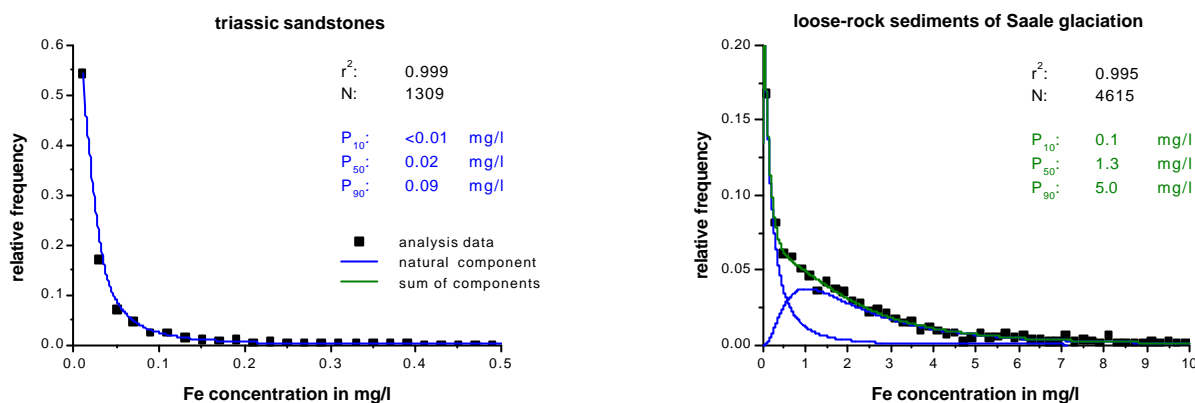 triassic sandstones
0.6
0.5
0.4
0.3
0.2
0.1
0.0
relative frequency
r2: 0.999
N: 1309
P10: <0.01 mg/l
P50: 0.02 mg/l
P90: 0.09 mg/l
analysis data
natural component
sum of components
0.0 0.1 0.2 0.3 0.4 0.5
Fe concentration in mg/l
loose-rock sediments of Saale glaciation
0.20
0.15
0.10
0.05
0.00
relative frequency
r2: 0.995
N: 4615
P10: 0.1 mg/l
P50: 1.3 mg/l
P90: 5.0 mg/l
0 1 2 3 4 5 6 7 8 9 10
Fe concentration in mg/l